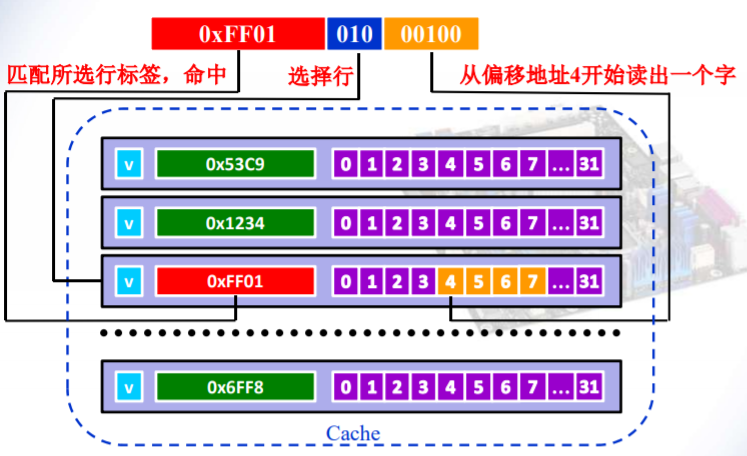 0xFF01 010 00100
匹配所选行标签，命中 选择行 从偏移地址4开始读出一个字
v 0x53C9 0 1 2 3 4 5 6 7 ... 31
v 0x1234 0 1 2 3 4 5 6 7 ... 31
v 0xFF01 0 1 2 3 4 5 6 7 ... 31
v 0x6FF8 0 1 2 3 4 5 6 7 ... 31
Cache